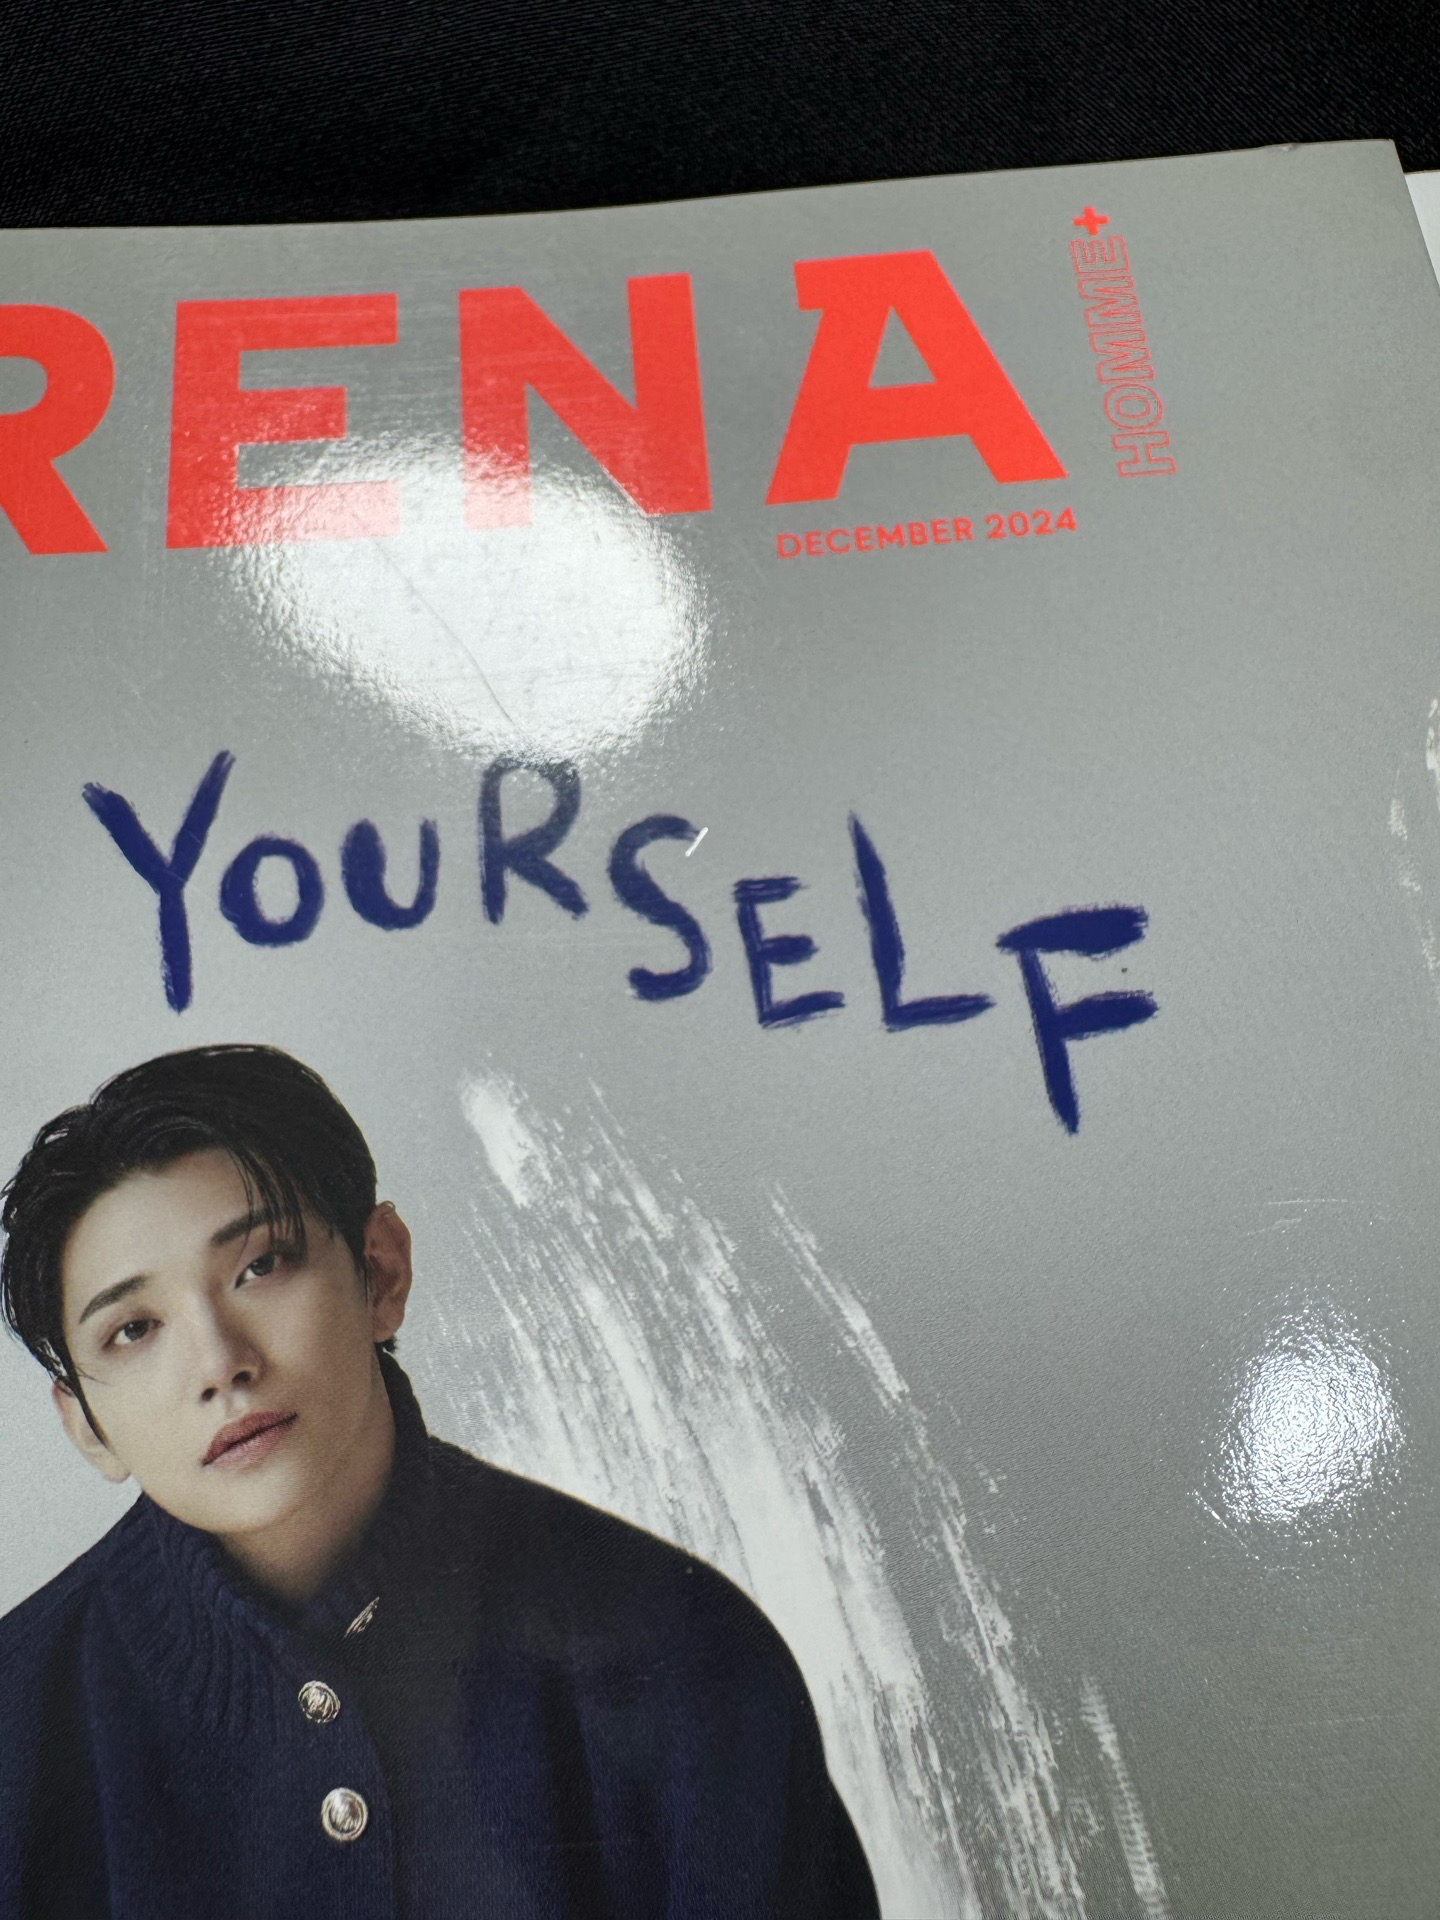 RENA
HOMME+
DECEMBER 2024
YOURSELF